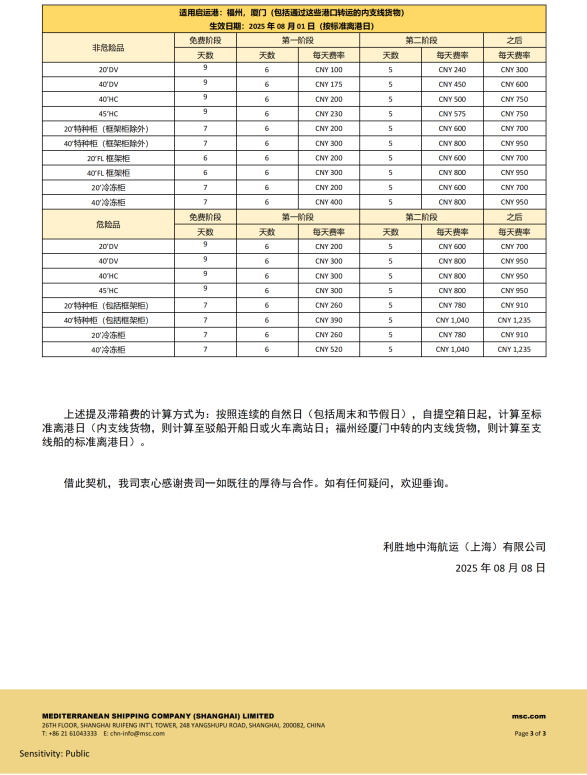 适用启运港：福州，厦门（包括通过这些港口转运的内支线货物）
生效日期：2025 年 08 月 01 日（按标准离港日）
非危险品 免费阶段 第一阶段 第二阶段 之后
天数 天数 每天费率 天数 每天费率 每天费率
20'DV 9 6 CNY 100 5 CNY 240 CNY 300
40'DV 9 6 CNY 175 5 CNY 450 CNY 600
40'HC 9 6 CNY 200 5 CNY 500 CNY 750
45'HC 9 6 CNY 230 5 CNY 575 CNY 750
20'特种柜（框架柜除外） 7 6 CNY 200 5 CNY 600 CNY 700
40'特种柜（框架柜除外） 7 6 CNY 300 5 CNY 800 CNY 950
20'FL 框架柜 6 6 CNY 200 5 CNY 600 CNY 700
40'FL 框架柜 6 6 CNY 300 5 CNY 800 CNY 950
20'冷冻柜 7 6 CNY 200 5 CNY 600 CNY 700
40'冷冻柜 7 6 CNY 400 5 CNY 800 CNY 950
危险品 免费阶段 第一阶段 第二阶段 之后
天数 天数 每天费率 天数 每天费率 每天费率
20'DV 9 6 CNY 200 5 CNY 600 CNY 700
40'DV 9 6 CNY 300 5 CNY 800 CNY 950
40'HC 9 6 CNY 300 5 CNY 800 CNY 950
45'HC 9 6 CNY 300 5 CNY 800 CNY 950
20'特种柜（包括框架柜） 7 6 CNY 260 5 CNY 780 CNY 910
40'特种柜（包括框架柜） 7 6 CNY 390 5 CNY 1,040 CNY 1,235
20'冷冻柜 7 6 CNY 260 5 CNY 780 CNY 910
40'冷冻柜 7 6 CNY 520 5 CNY 1,040 CNY 1,235
上述提及滞箱费的计算方式为：按照连续的自然日（包括周末和节假日），自提空箱日起，计算至标
准离港日（内支线货物，则计算至驳船开船日或火车离站日；福州经厦门中转的内支线货物，则计算至支
线船的标准离港日）。
借此契机，我司衷心感谢贵司一如既往的厚待与合作。如有任何疑问，欢迎垂询。
利胜地中海航运（上海）有限公司
2025 年 08 月 08 日
MEDITERRANEAN SHIPPING COMPANY (SHANGHAI) LIMITED msc.com
26TH FLOOR, SHANGHAI RUIFENG INT'L TOWER, 248 YANGSHUPU ROAD, SHANGHAI, 200082, CHINA
T: +86 21 61043333 E: chn-info@msc.com Page 3 of 3
Sensitivity: Public